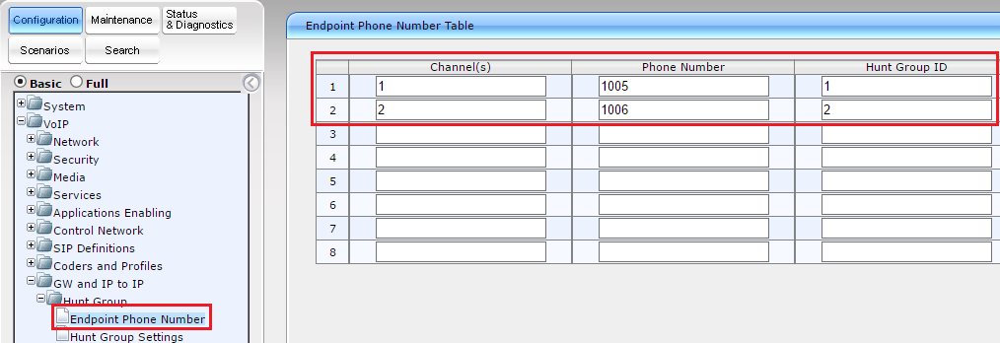 Configuration
Maintenance
Status
& Diagnostics
Scenarios
Search
Basic
Full
System
VoIP
Network
Security
Media
Services
Applications Enabling
Control Network
SIP Definitions
Coders and Profiles
GW and IP to IP
Hunt Group
Endpoint Phone Number
Hunt Group Settings
Endpoint Phone Number Table
Channel(s) Phone Number Hunt Group ID
1 1 1005 1
2 2 1006 2
3
4
5
6
7
8